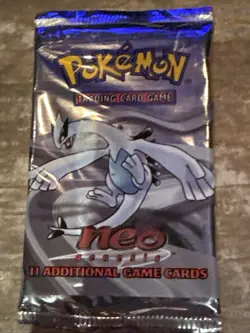 POKéMON
TRADING CARD GAME
neo
genesis
11 ADDITIONAL GAME CARDS